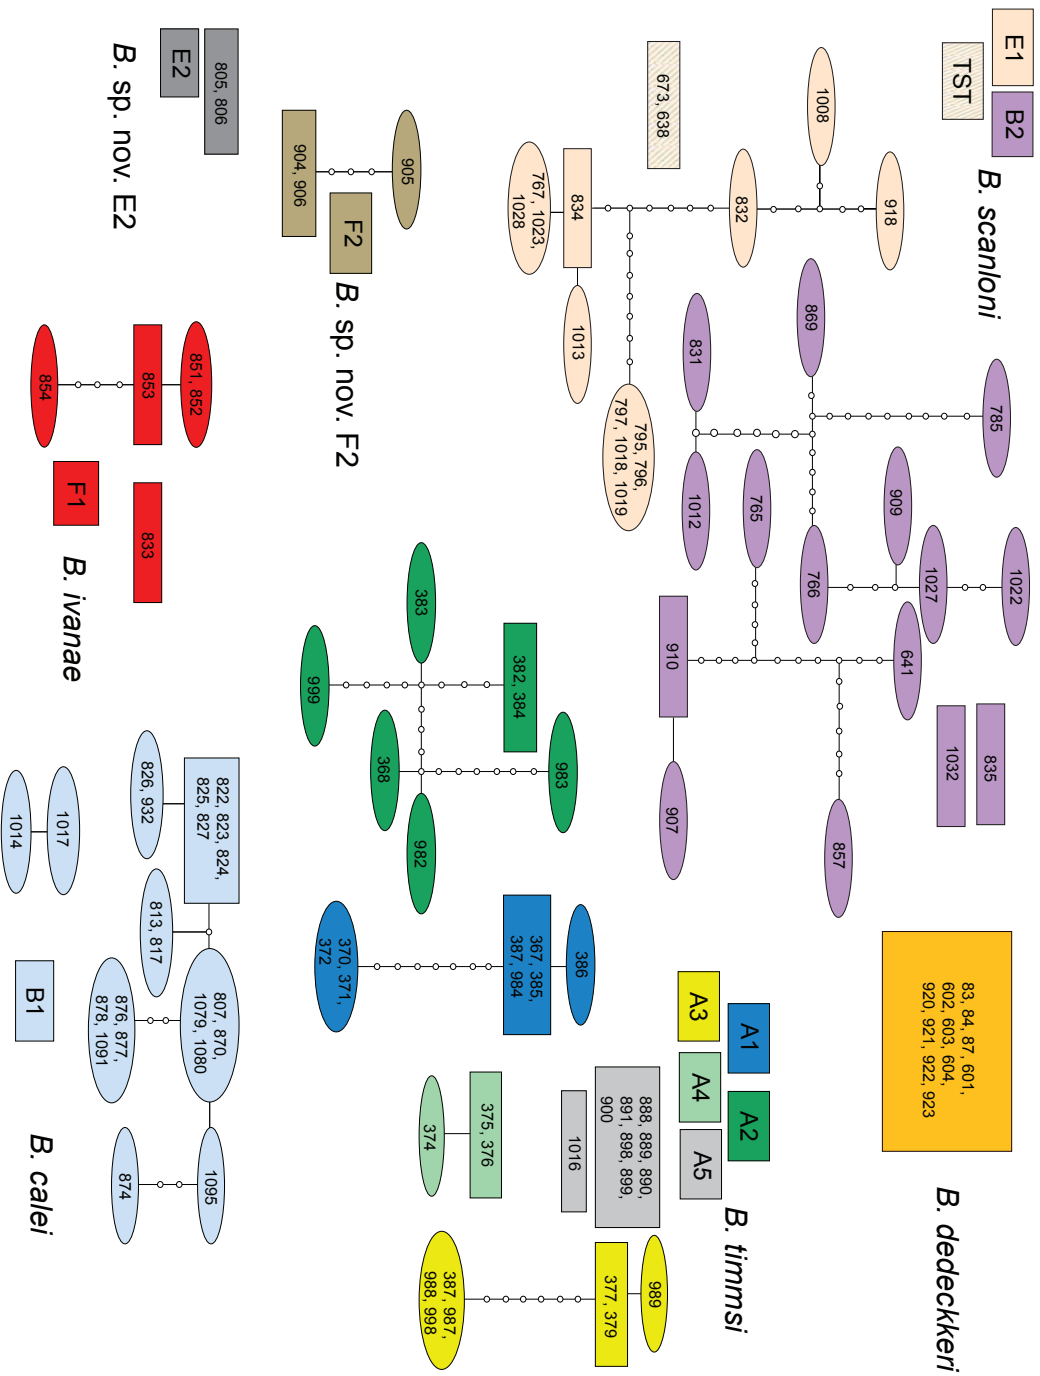 E1
B2
TST
B. scanloni
918
1008
832
673, 638
834
767, 1023,
1028
1013
795, 796,
797, 1018, 1019
785
869
831
1012
1022
1027
909
766
765
641
910
907
857
835
1032
83, 84, 87, 601,
602, 603, 604,
920, 921, 922, 923
B. dedeckkeri
A1
A2
A3
A4
A5
B. timmsi
382, 384
383
999
983
368
982
386
367, 385,
387, 984
370, 371,
372
375, 376
374
888, 889, 890,
891, 898, 899,
900
1016
989
377, 379
387, 987,
988, 998
905
904, 906
F2
B. sp. nov. F2
805, 806
E2
B. sp. nov. E2
851, 852
853
854
833
F1
B. ivanae
822, 823, 824,
825, 827
826, 932
813, 817
807, 870,
1079, 1080
876, 877,
878, 1091
1095
874
1017
1014
B1
B. calei